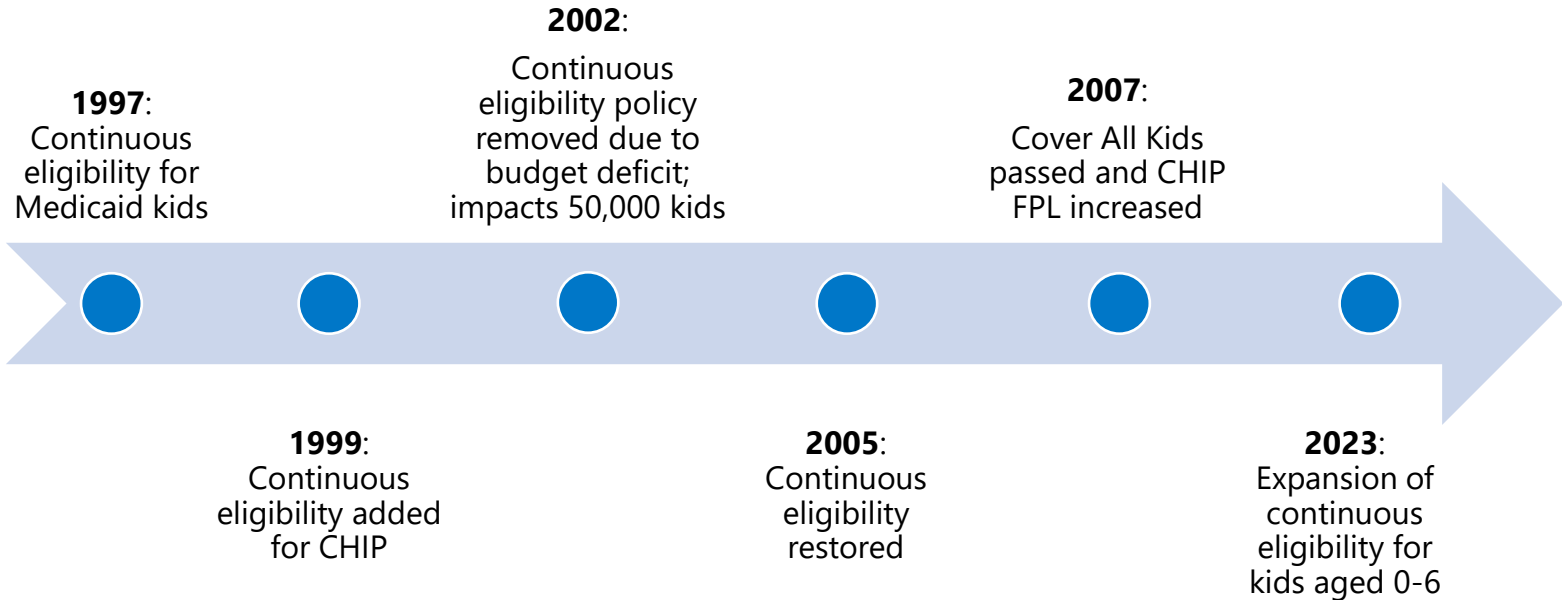 1997:
Continuous
eligibility for
Medicaid kids
1999:
Continuous
eligibility added
for CHIP
2002:
Continuous
eligibility policy
removed due to
budget deficit;
impacts 50,000 kids
2005:
Continuous
eligibility
restored
2007:
Cover All Kids
passed and CHIP
FPL increased
2023:
Expansion of
continuous
eligibility for
kids aged 0-6